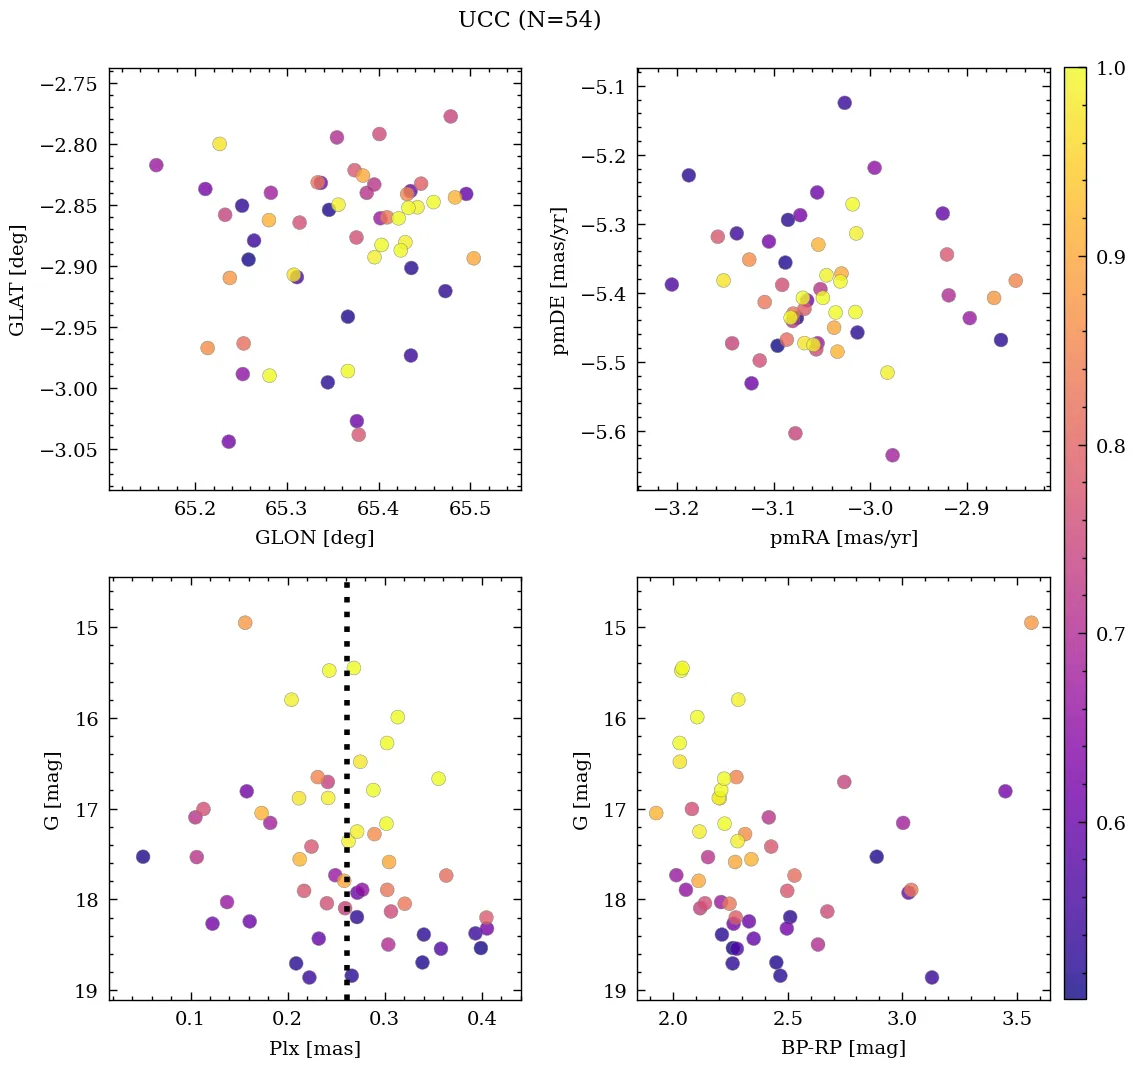 UCC (N=54)
−2.75
−2.80
−2.85
−2.90
−2.95
−3.00
−3.05
GLAT [deg]
65.2 65.3 65.4 65.5
GLON [deg]
−5.1
−5.2
−5.3
−5.4
−5.5
−5.6
pmDE [mas/yr]
−3.2 −3.1 −3.0 −2.9
pmRA [mas/yr]
15
16
17
18
19
G [mag]
0.1 0.2 0.3 0.4
Plx [mas]
15
16
17
18
19
G [mag]
2.0 2.5 3.0 3.5
BP-RP [mag]
1.0
0.9
0.8
0.7
0.6